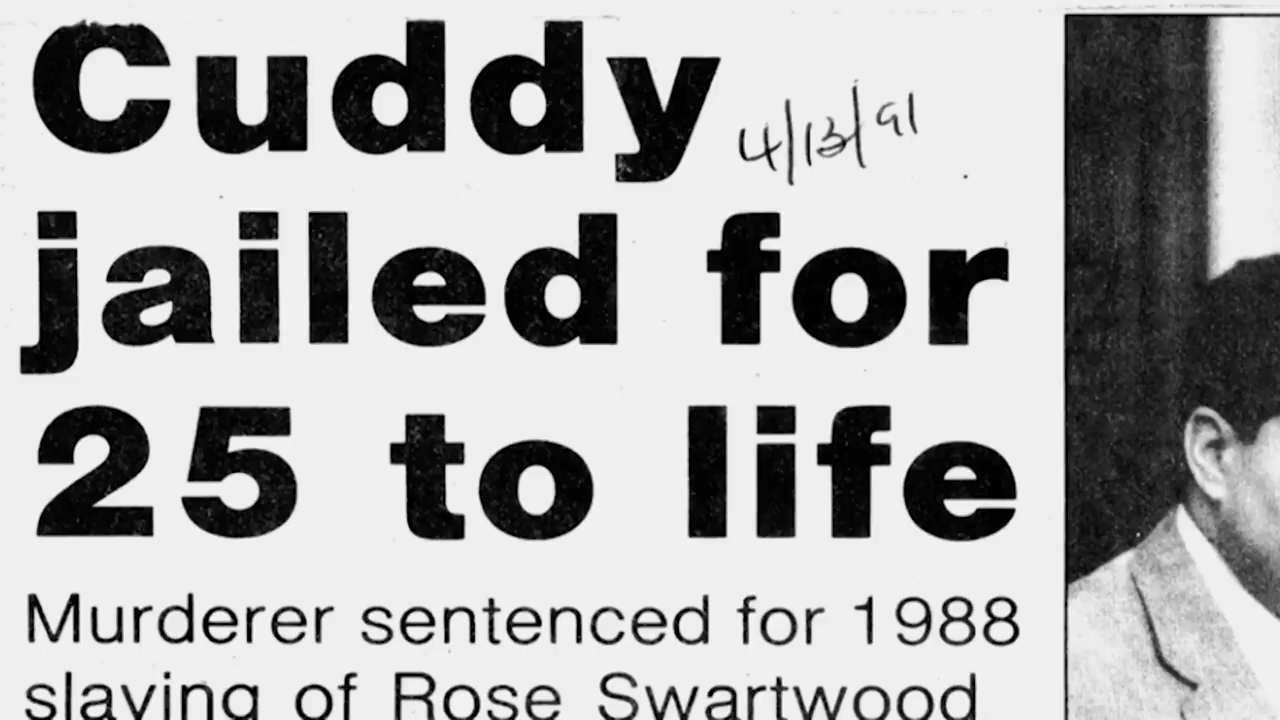 Cuddy 4/13/91
jailed for
25 to life
Murderer sentenced for 1988
slaying of Rose Swartwood